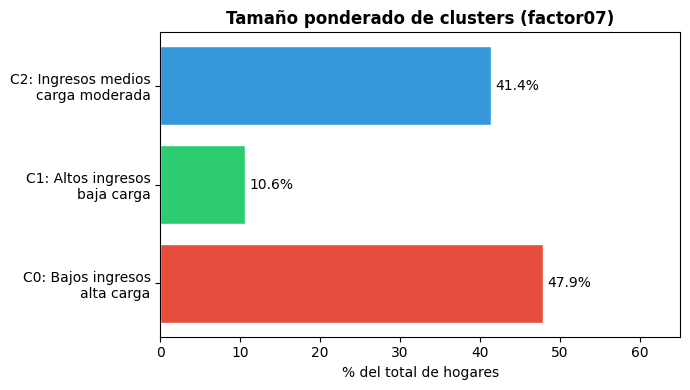 Tamaño ponderado de clusters (factor07)
C2: Ingresos medios
carga moderada
41.4%
C1: Altos ingresos
baja carga
10.6%
C0: Bajos ingresos
alta carga
47.9%
0 10 20 30 40 50 60
% del total de hogares